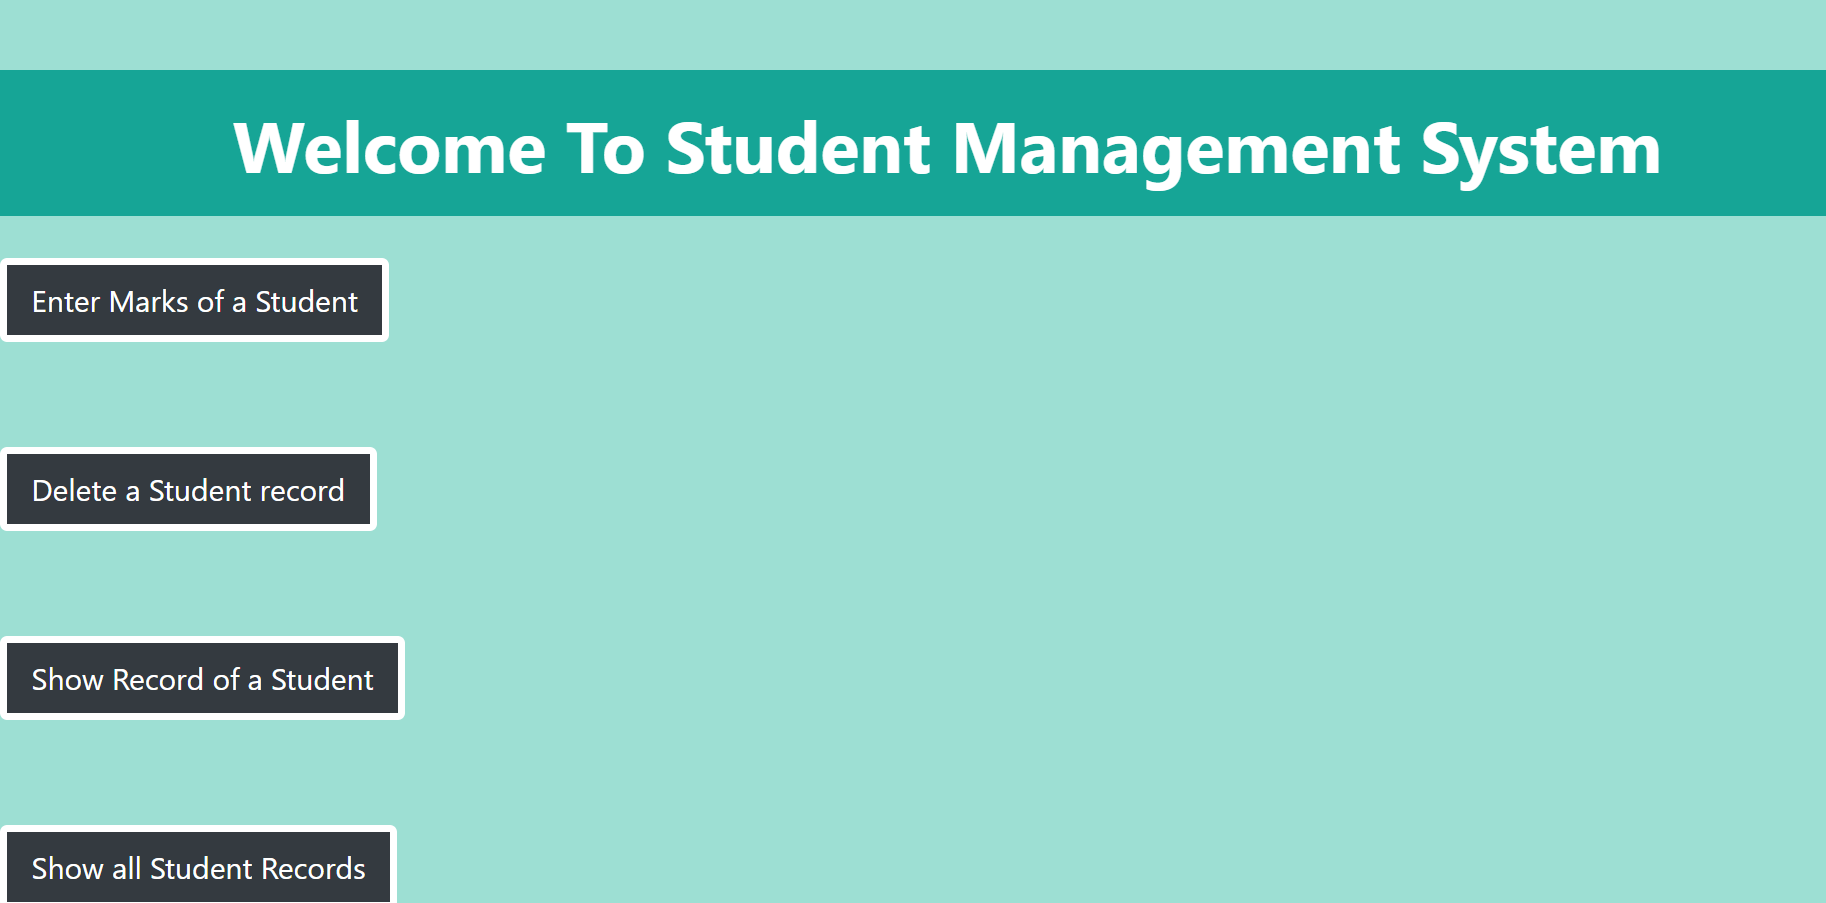 Welcome To Student Management System
Enter Marks of a Student
Delete a Student record
Show Record of a Student
Show all Student Records